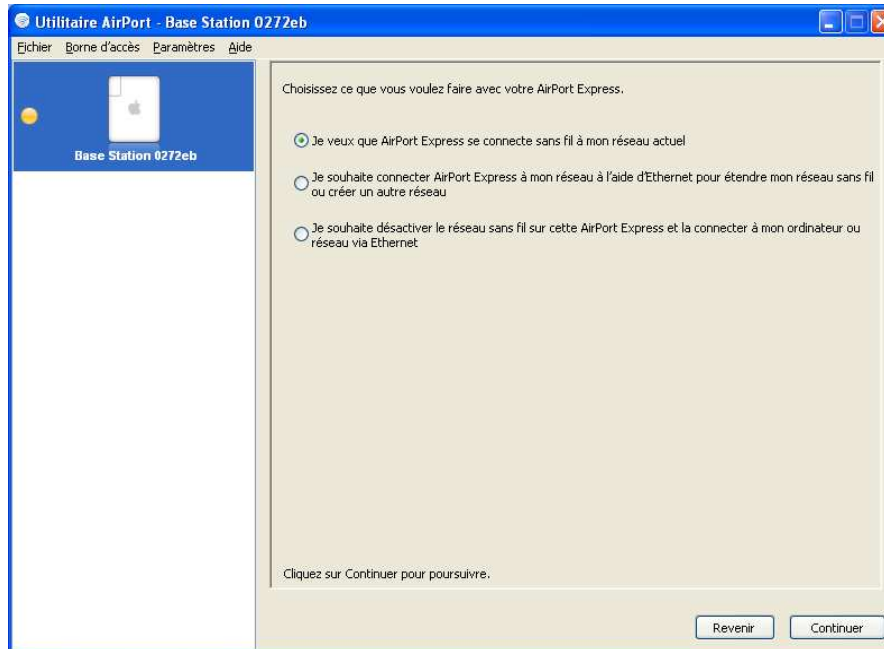 Utilitaire AirPort - Base Station 0272eb
Fichier Borne d'accès Paramètres Aide
Base Station 0272eb
Choisissez ce que vous voulez faire avec votre AirPort Express.
Je veux que AirPort Express se connecte sans fil à mon réseau actuel
Je souhaite connecter AirPort Express à mon réseau à l'aide d'Ethernet pour étendre mon réseau sans fil
ou créer un autre réseau
Je souhaite désactiver le réseau sans fil sur cette AirPort Express et la connecter à mon ordinateur ou
réseau via Ethernet
Cliquez sur Continuer pour poursuivre.
Revenir Continuer